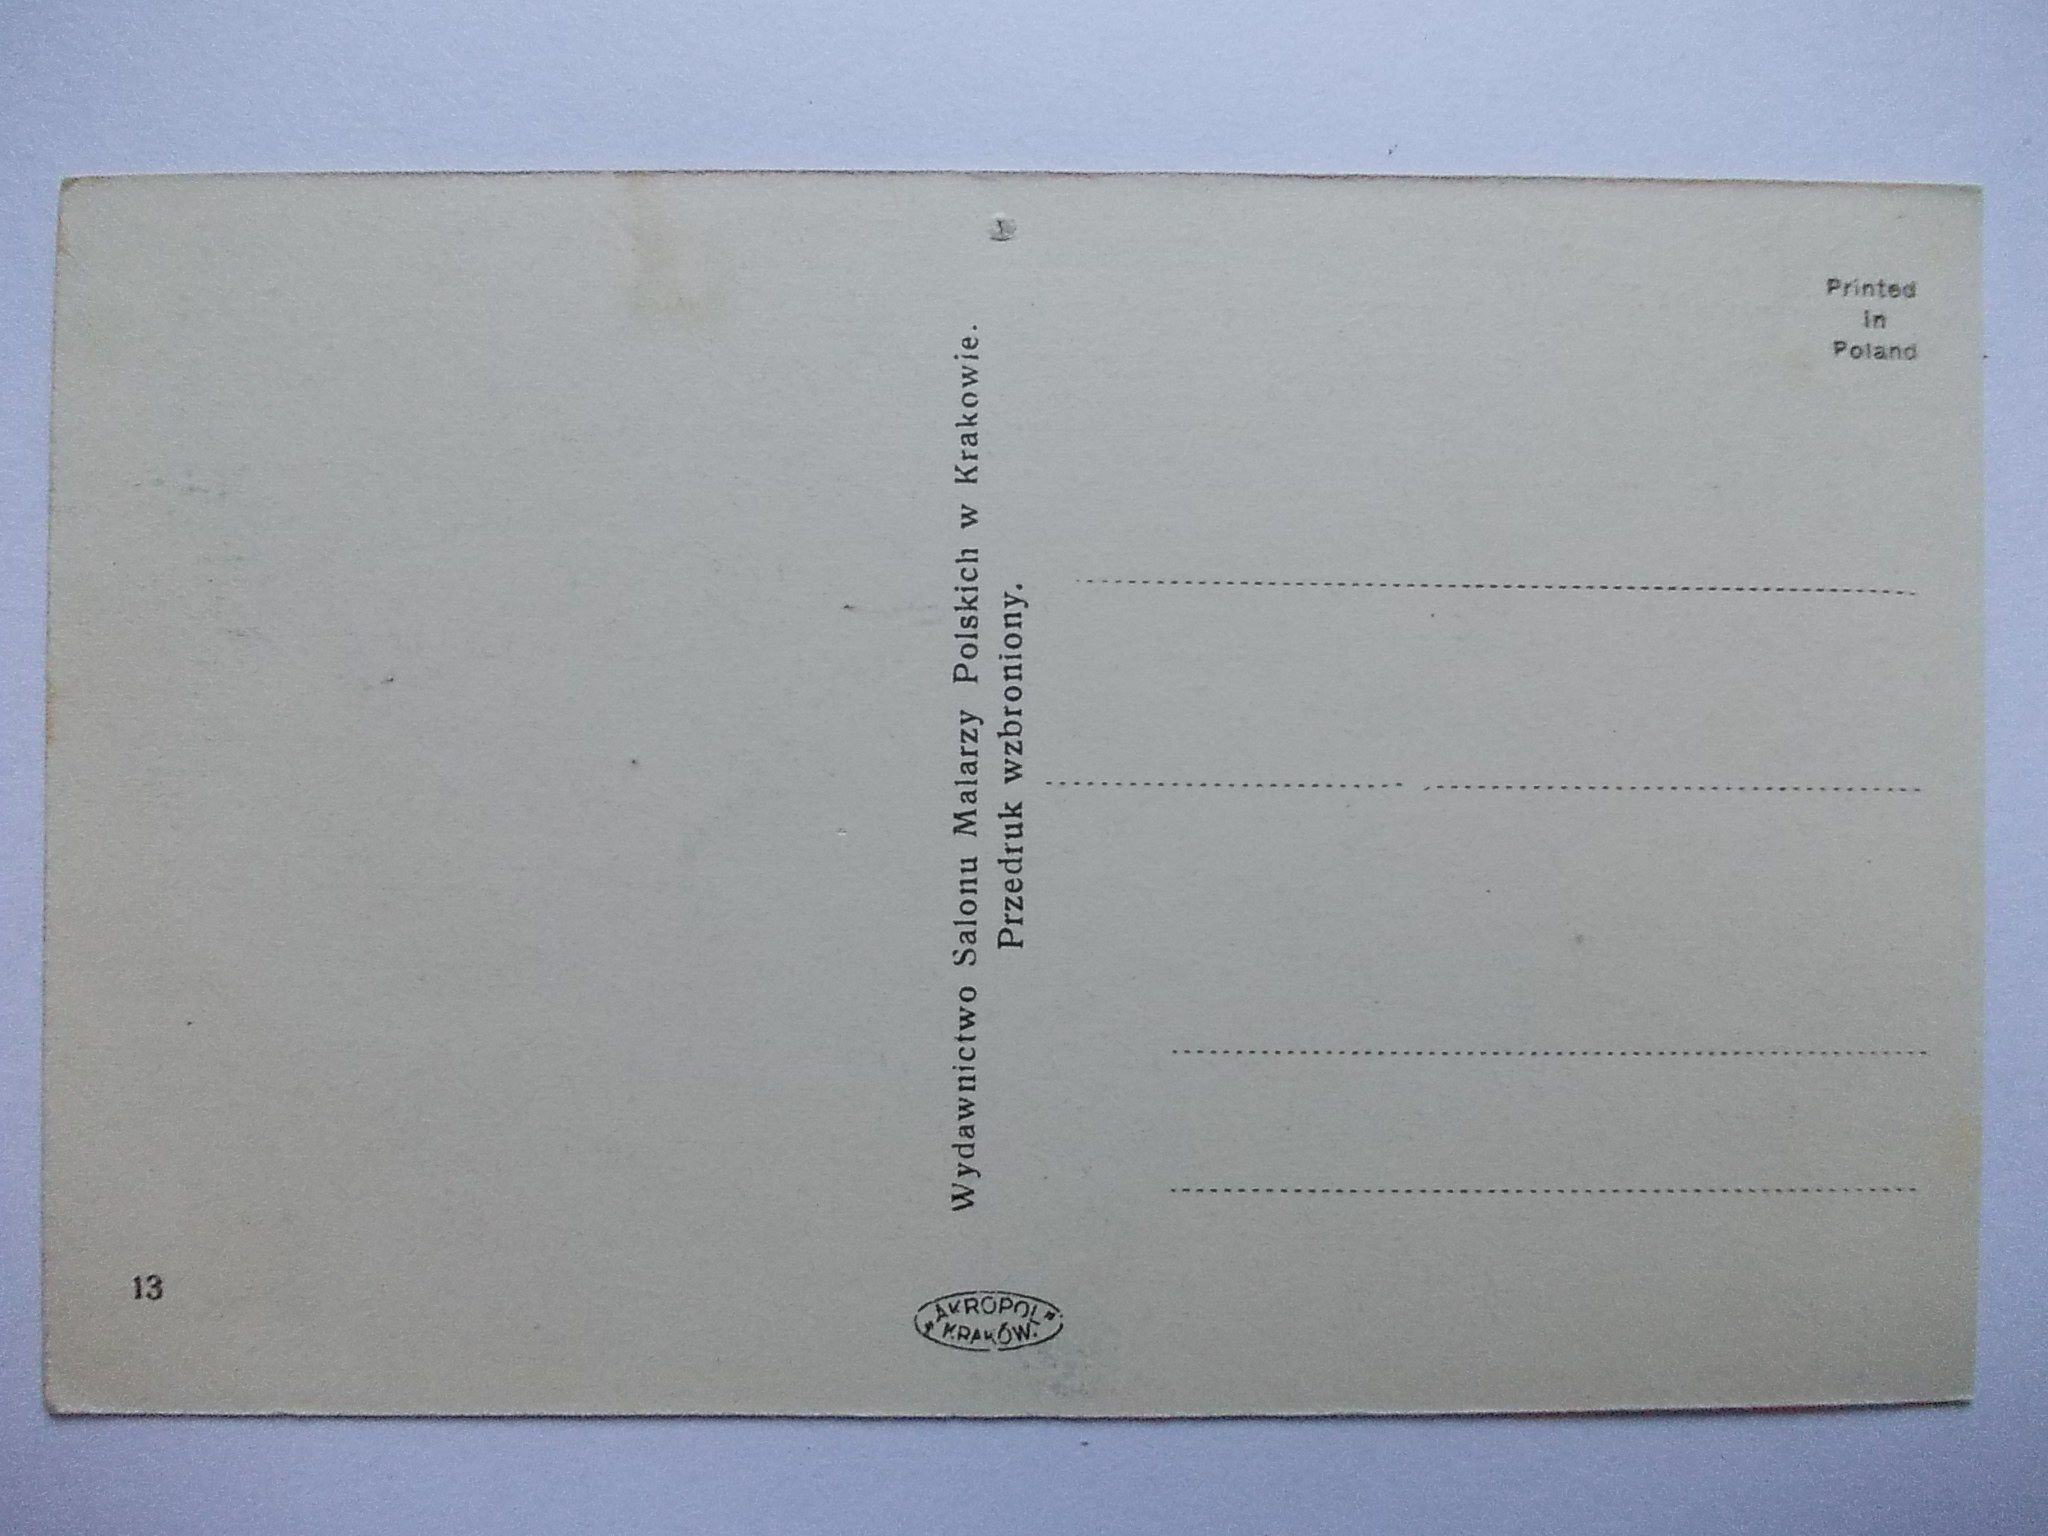 Wydawnictwo Salonu Malarzy Polskich w Krakowie.
Przedruk wzbroniony.
Printed
in
Poland
13
"AKROPOL"
KRAKÓW.